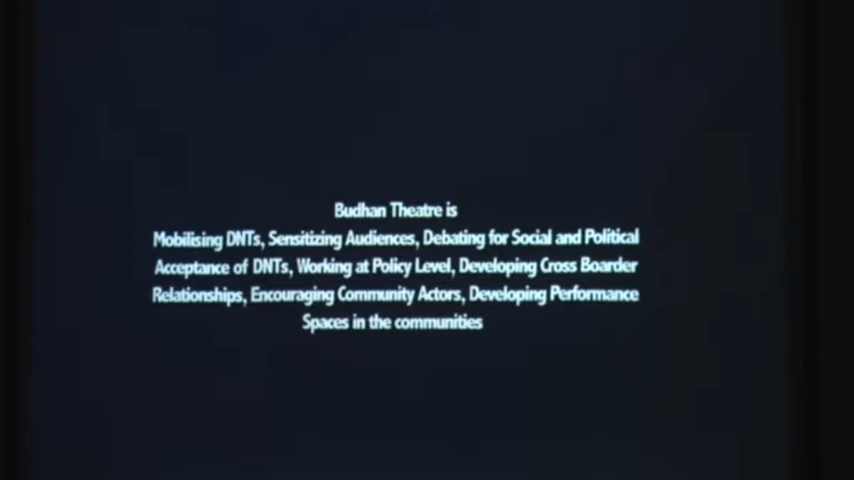 Budhan Theatre is
Mobilising DNTs, Sensitizing Audiences, Debating for Social and Political
Acceptance of DNTs, Working at Policy Level, Developing Cross Boarder
Relationships, Encouraging Community Actors, Developing Performance
Spaces in the communities